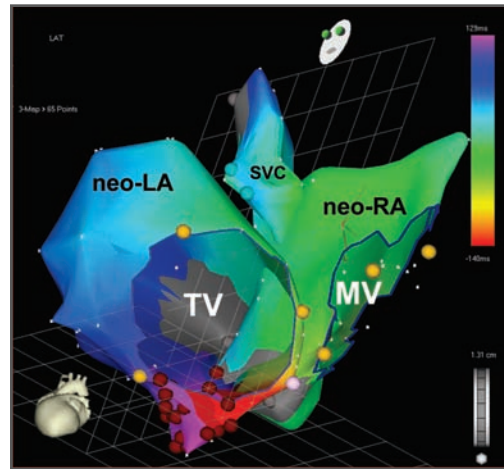 LAT
129ms
3-Map > 65 Points
SVC
neo-LA
neo-RA
TV
MV
-140ms
1.31 cm